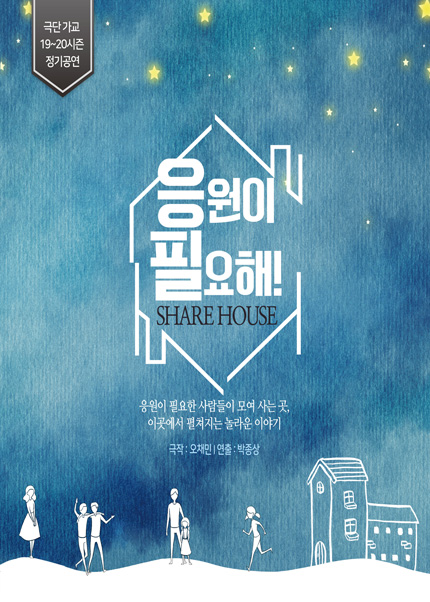 극단 가교
19~20시즌
정기공연
응원이
필요해!
SHARE HOUSE
응원이 필요한 사람들이 모여 사는 곳,
이곳에서 펼쳐지는 놀라운 이야기
극작 : 오채민 I 연출 : 박종상